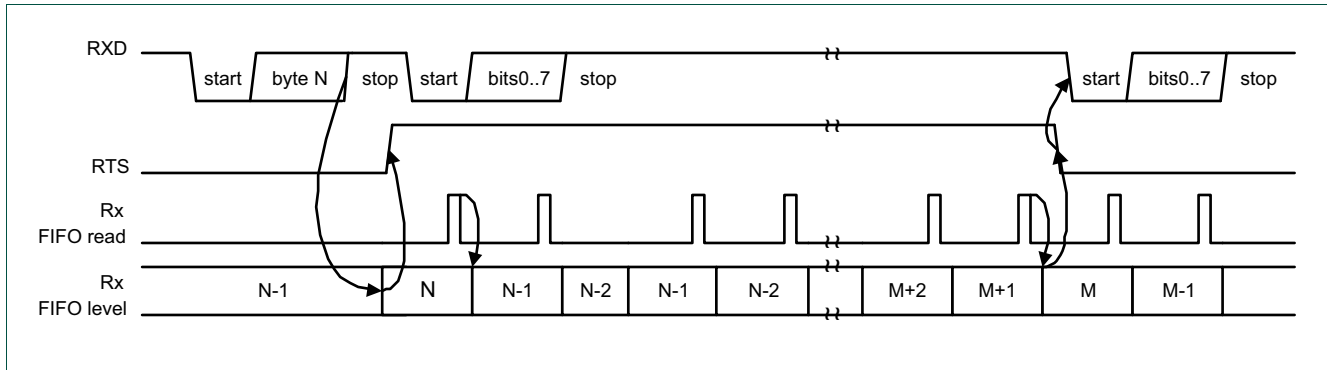 RXD
start byte N stop start bits0..7 stop start bits0..7 stop
RTS
Rx
FIFO read
Rx
FIFO level
N-1 N N-1 N-2 N-1 N-2 M+2 M+1 M M-1